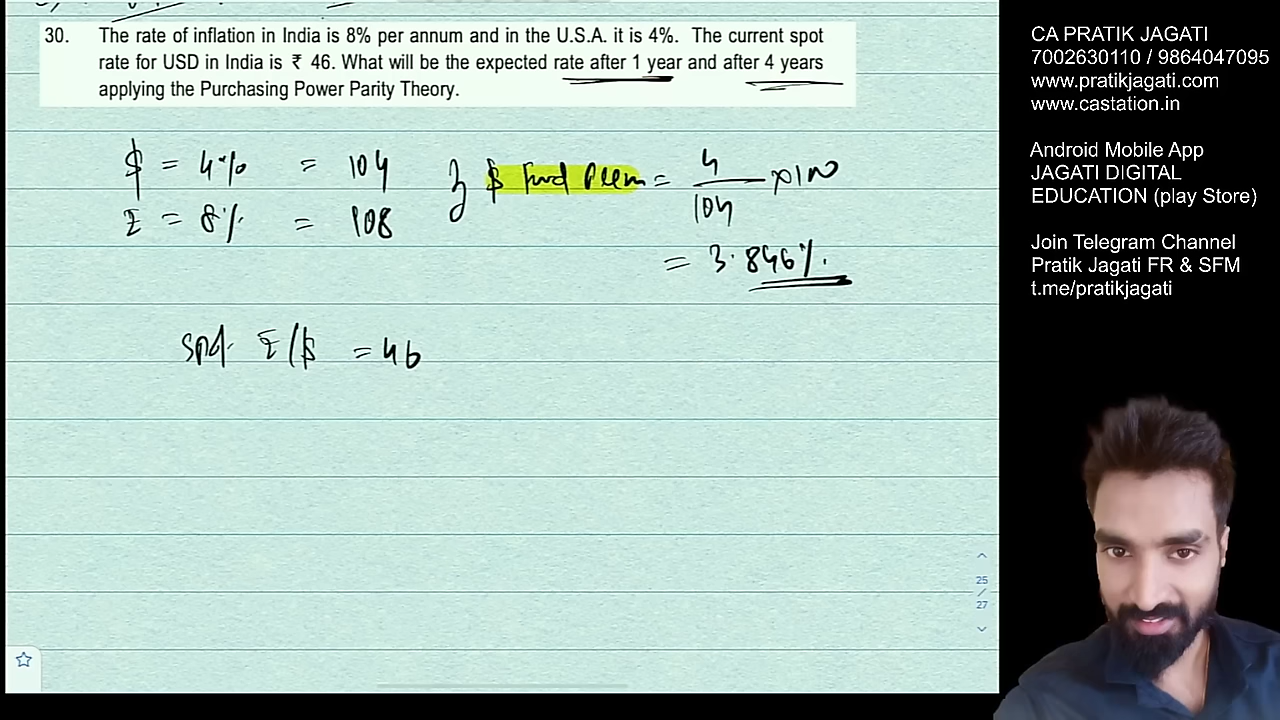 30. The rate of inflation in India is 8% per annum and in the U.S.A. it is 4%. The current spot
rate for USD in India is ₹ 46. What will be the expected rate after 1 year and after 4 years
applying the Purchasing Power Parity Theory.
$ = 4% = 104
₹ = 8% = 108
$ Fwd Prem = 4/104 × 100
= 3.846%.
Spot ₹/$ = 46
25
/
27
CA PRATIK JAGATI
7002630110 / 9864047095
www.pratikjagati.com
www.castation.in
Android Mobile App
JAGATI DIGITAL
EDUCATION (play Store)
Join Telegram Channel
Pratik Jagati FR & SFM
t.me/pratikjagati